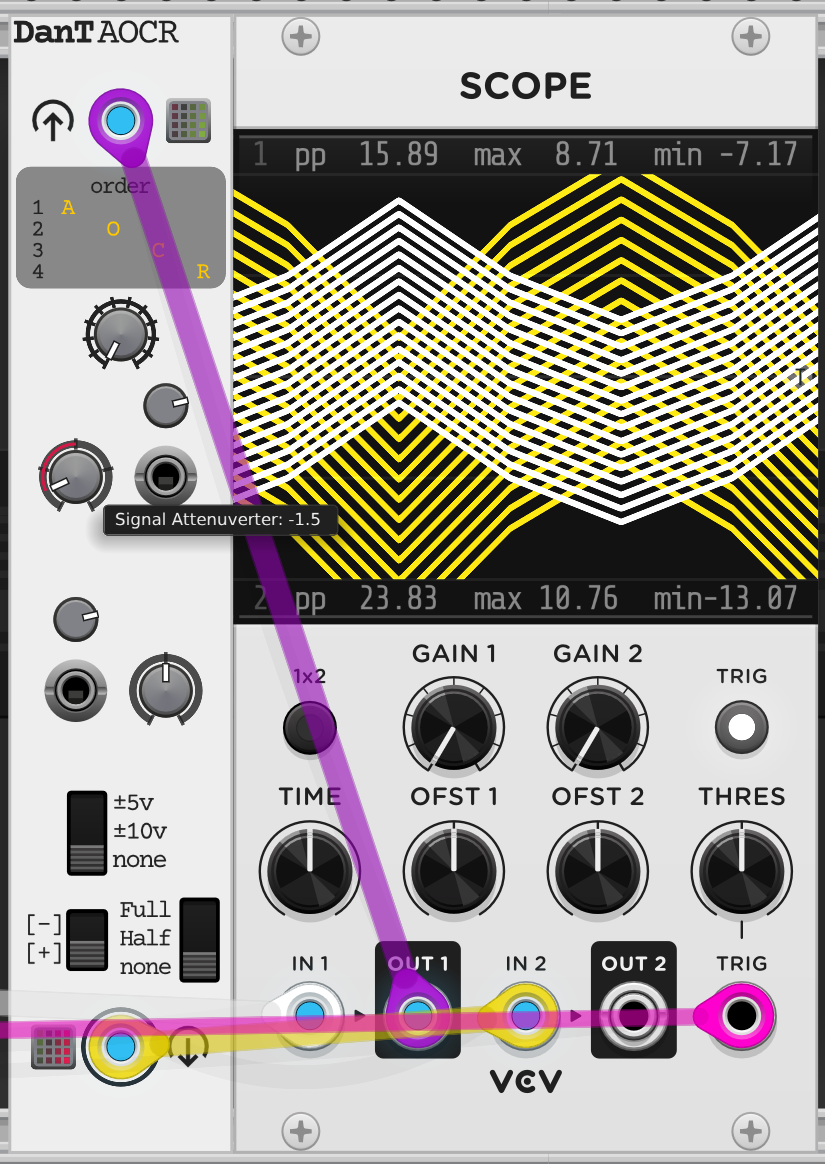 DanT AOCR
SCOPE
1 pp 15.89 max 8.71 min -7.17
order
1 A
2 O
3 C
4 R
Signal Attenuverter: -1.5
2 pp 23.83 max 10.76 min-13.07
GAIN 1 GAIN 2
1x2 TRIG
TIME OFST 1 OFST 2 THRES
±5v
±10v
none
[-]
[+]
Full
Half
none
IN 1 OUT 1 IN 2 OUT 2 TRIG
VCV